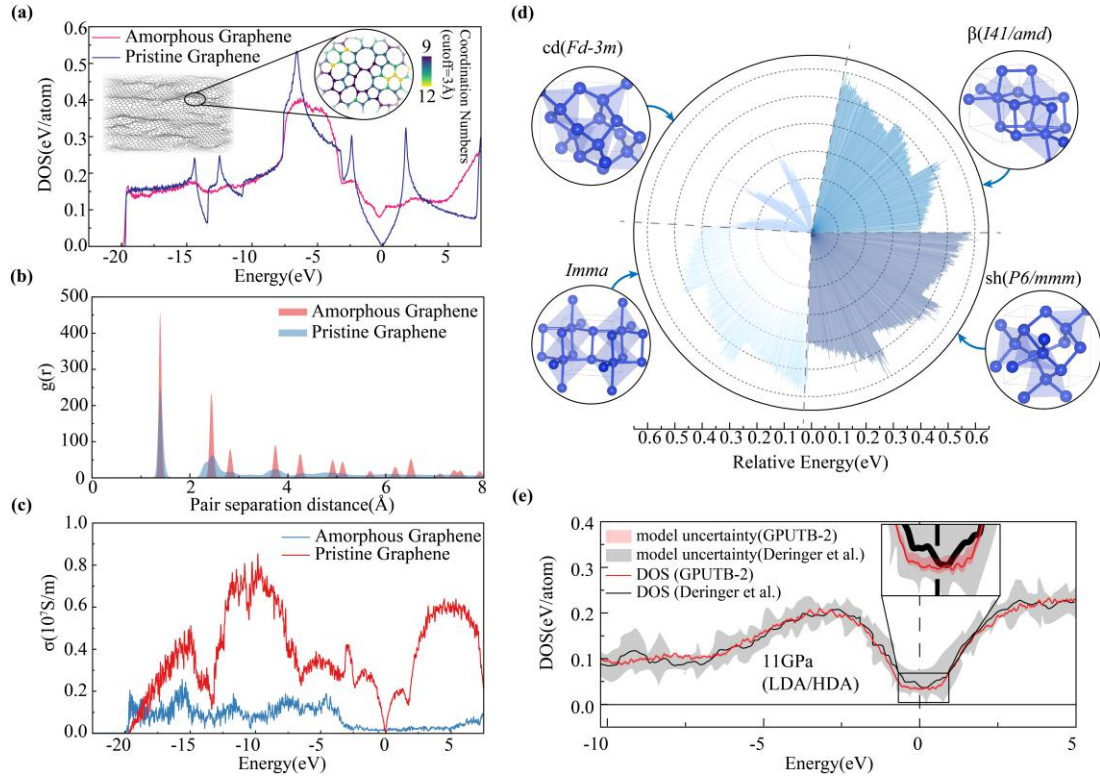 (a)
DOS(eV/atom)
0.6
0.5
0.4
0.3
0.2
0.1
0.0
Amorphous Graphene
Pristine Graphene
9
12
Coordination Numbers
(cutoff=3Å)
-20
-15
-10
-5
0
5
Energy(eV)
(b)
g(r)
500
400
300
200
100
0
Amorphous Graphene
Pristine Graphene
0
2
4
6
8
Pair separation distance(Å)
(c)
σ(10⁷S/m)
1.0
0.8
0.6
0.4
0.2
0.0
Amorphous Graphene
Pristine Graphene
-20
-15
-10
-5
0
5
Energy(eV)
(d)
cd(Fd-3m)
β(I41/amd)
Imma
sh(P6/mmm)
0.6 0.5 0.4 0.3 0.2 0.1 0.0 0.1 0.2 0.3 0.4 0.5 0.6
Relative Energy(eV)
(e)
DOS(eV/atom)
0.4
0.3
0.2
0.1
0.0
model uncertainty(GPUTB-2)
model uncertainty(Deringer et al.)
DOS (GPUTB-2)
DOS (Deringer et al.)
11GPa
(LDA/HDA)
-10
-5
0
5
Energy(eV)